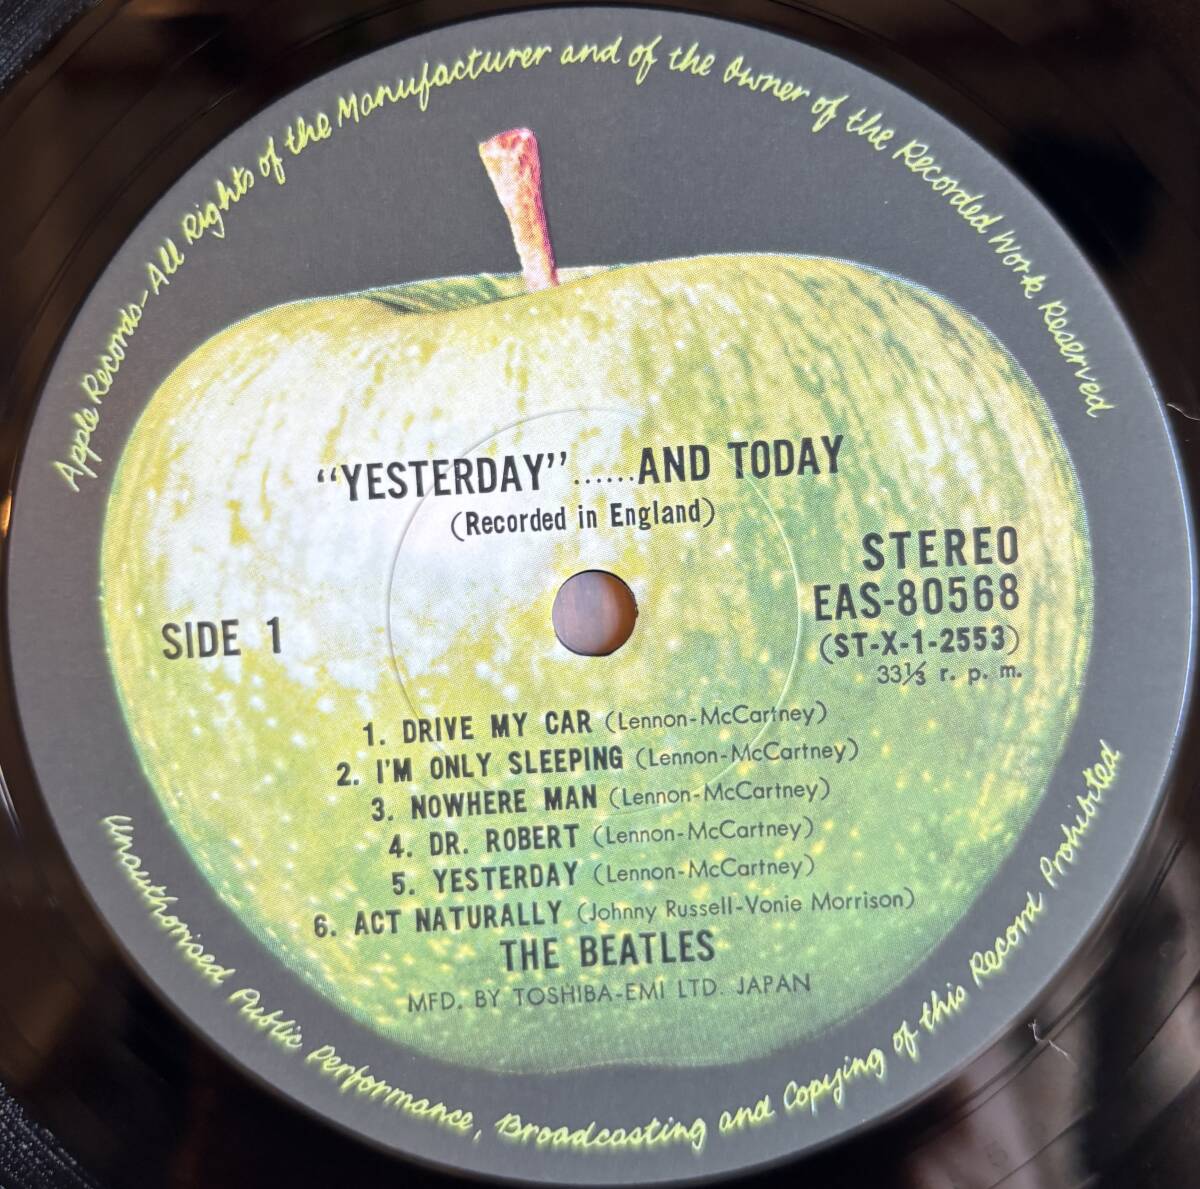 Apple Records-All Rights of the Manufacturer and of the Owner of the Recorded Work Reserved
"YESTERDAY"......AND TODAY
(Recorded in England)
STEREO
EAS-80568
(ST-X-1-2553)
33⅓ r. p. m.
SIDE 1
1. DRIVE MY CAR (Lennon-McCartney)
2. I'M ONLY SLEEPING (Lennon-McCartney)
3. NOWHERE MAN (Lennon-McCartney)
4. DR. ROBERT (Lennon-McCartney)
5. YESTERDAY (Lennon-McCartney)
6. ACT NATURALLY (Johnny Russell-Vonie Morrison)
THE BEATLES
MFD. BY TOSHIBA-EMI LTD. JAPAN
Unauthorised Public Performance, Broadcasting and Copying of this Record Prohibited